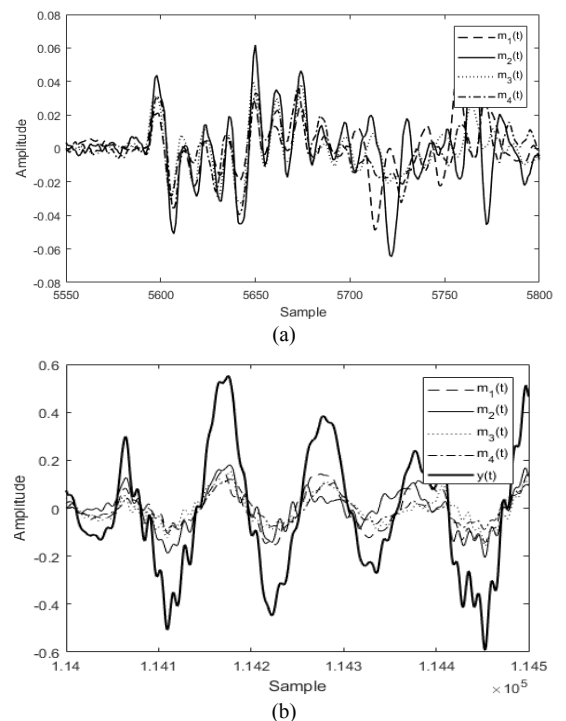 0.08
0.06
0.04
0.02
0
-0.02
-0.04
-0.06
-0.08
Amplitude
m1(t)
m2(t)
m3(t)
m4(t)
5550 5600 5650 5700 5750 5800
Sample
(a)
0.6
0.4
0.2
0
-0.2
-0.4
-0.6
Amplitude
m1(t)
m2(t)
m3(t)
m4(t)
y(t)
1.14 1.141 1.142 1.143 1.144 1.145
Sample
× 10^5
(b)